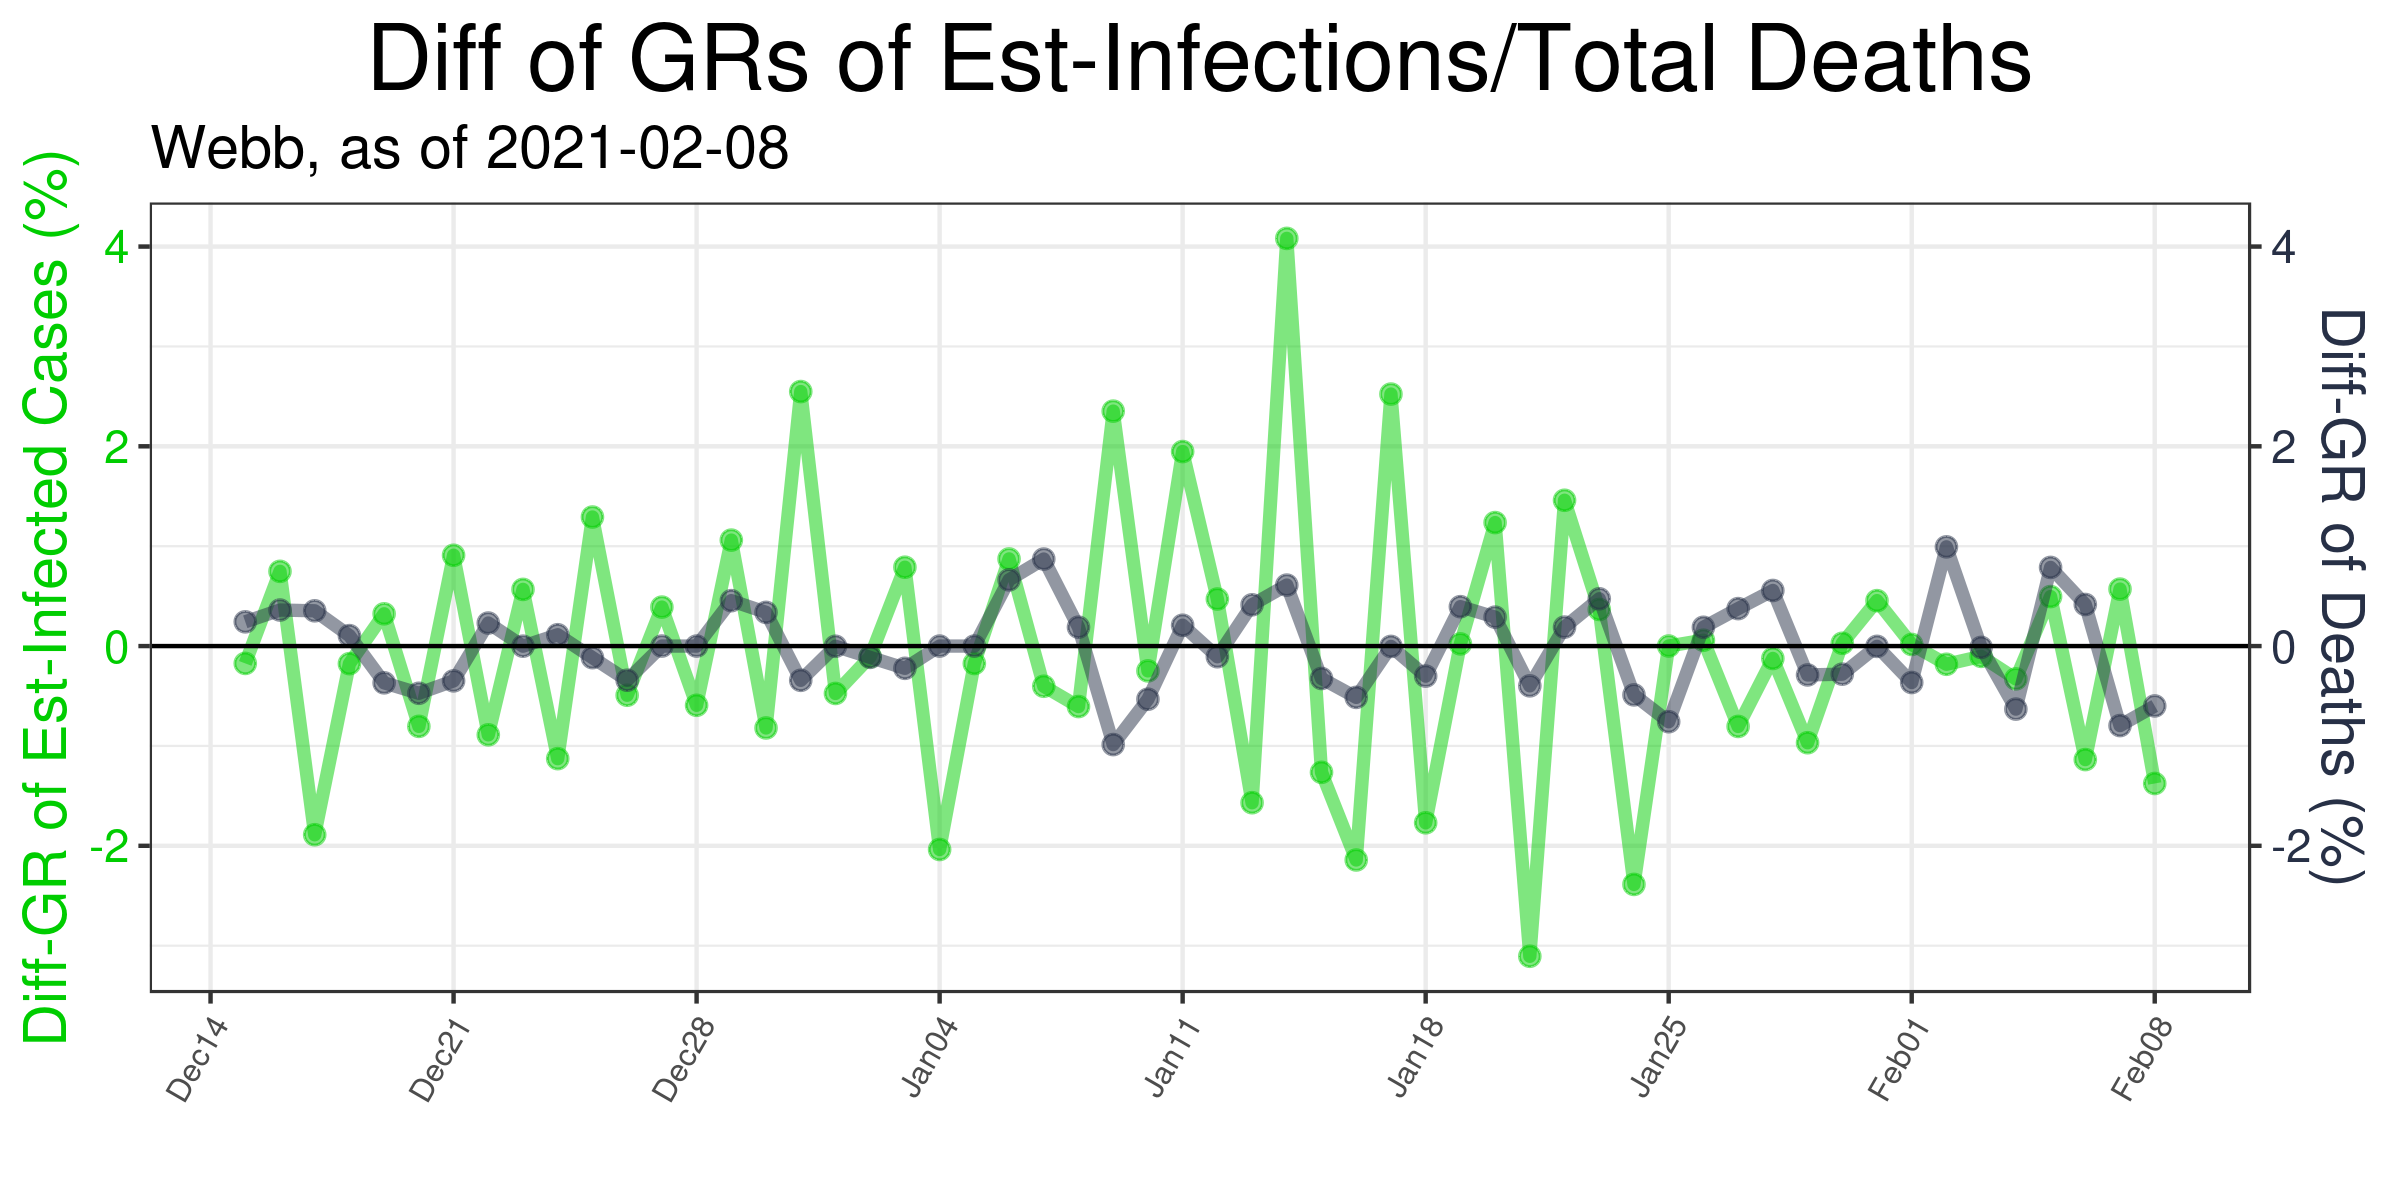 Diff of GRs of Est-Infections/Total Deaths
Webb, as of 2021-02-08
Diff-GR of Est-Infected Cases (%)
4
2
0
-2
4
2
0
-2
Diff-GR of Deaths (%)
Dec14
Dec21
Dec28
Jan04
Jan11
Jan18
Jan25
Feb01
Feb08